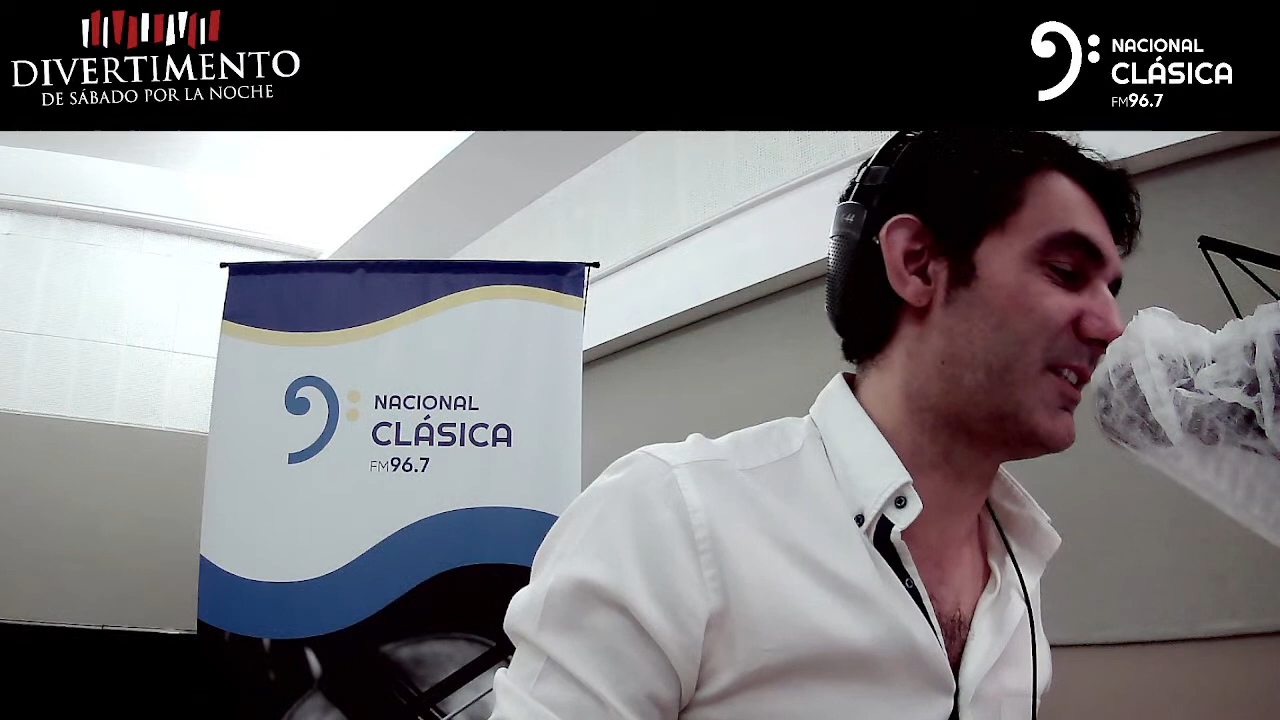 DIVERTIMENTO
DE SÁBADO POR LA NOCHE
NACIONAL
CLÁSICA
FM96.7
NACIONAL
CLÁSICA
FM96.7